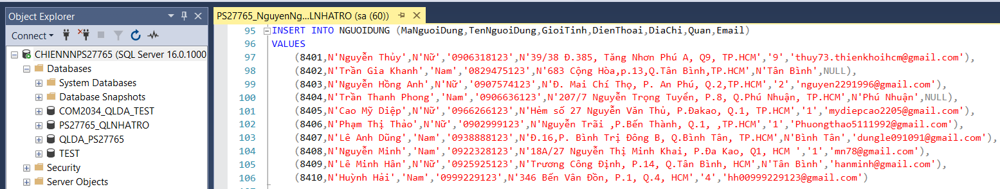 Object Explorer
Connect
CHIENNNPS27765 (SQL Server 16.0.1000
Databases
System Databases
Database Snapshots
COM2034_QLDA_TEST
PS27765_QLNHATRO
QLDA_PS27765
TEST
Security
Server Objects
PS27765_NguyenNg...LNHATRO (sa (60))
95 INSERT INTO NGUOIDUNG (MaNguoiDung,TenNguoiDung,GioiTinh,DienThoai,DiaChi,Quan,Email)
96 VALUES
97 (8401,N'Nguyễn Thủy',N'Nữ','0906318123',N'39/38 Đ.385, Tăng Nhơn Phú A, Q9, TP.HCM','9','thuy73.thienkhoihcm@gmail.com'),
98 (8402,N'Trần Gia Khanh','Nam','0829475123',N'683 Cộng Hòa,p.13,Q.Tân Bình,TP.HCM',N'Tân Bình',NULL),
99 (8403,N'Nguyễn Hồng Anh',N'Nữ','0907574123',N'Đ. Mai Chí Thọ, P. An Phú, Q.2,TP.HCM','2','nguyen2291996@gmail.com'),
100 (8404,N'Trần Thanh Phong','Nam','0906636123',N'207/7 Nguyễn Trọng Tuyển, P.8, Q.Phú Nhuận, TP.HCM',N'Phú Nhuận',NULL),
101 (8405,N'Cao Mỹ Diệp',N'Nữ','0966266123',N'Hẻm số 27 Nguyễn Văn Thủ, P.Đakao, Q.1, TP.HCM','1','mydiepcao2205@gmail.com'),
102 (8406,N'Phạm Thị Thảo',N'Nữ','0902999123',N'Nguyễn Trãi ,P.Bến Thành, Q.1, ,TP.HCM','1','Phuongthao5111992@gmail.com'),
103 (8407,N'Lê Anh Dũng','Nam','0938888123',N'Đ.16,P. Bình Trị Đông B, Q.Bình Tân, TP.HCM',N'Bình Tân','dungle091091@gmail.com'),
104 (8408,N'Nguyễn Minh','Nam','0922328123',N'18A/27 Nguyễn Thị Minh Khai, P.Đa Kao, Q1, HCM ','1','mn78@gmail.com'),
105 (8409,N'Lê Minh Hân',N'Nữ','0925925123',N'Trương Công Định, P.14, Q.Tân Bình, HCM',N'Tân Bình','hanminh@gmail.com'),
106 (8410,N'Huỳnh Hải','Nam','0999229123',N'346 Bến Vân Đồn, P.1, Q.4, HCM','4','hh00999229123@gmail.com')